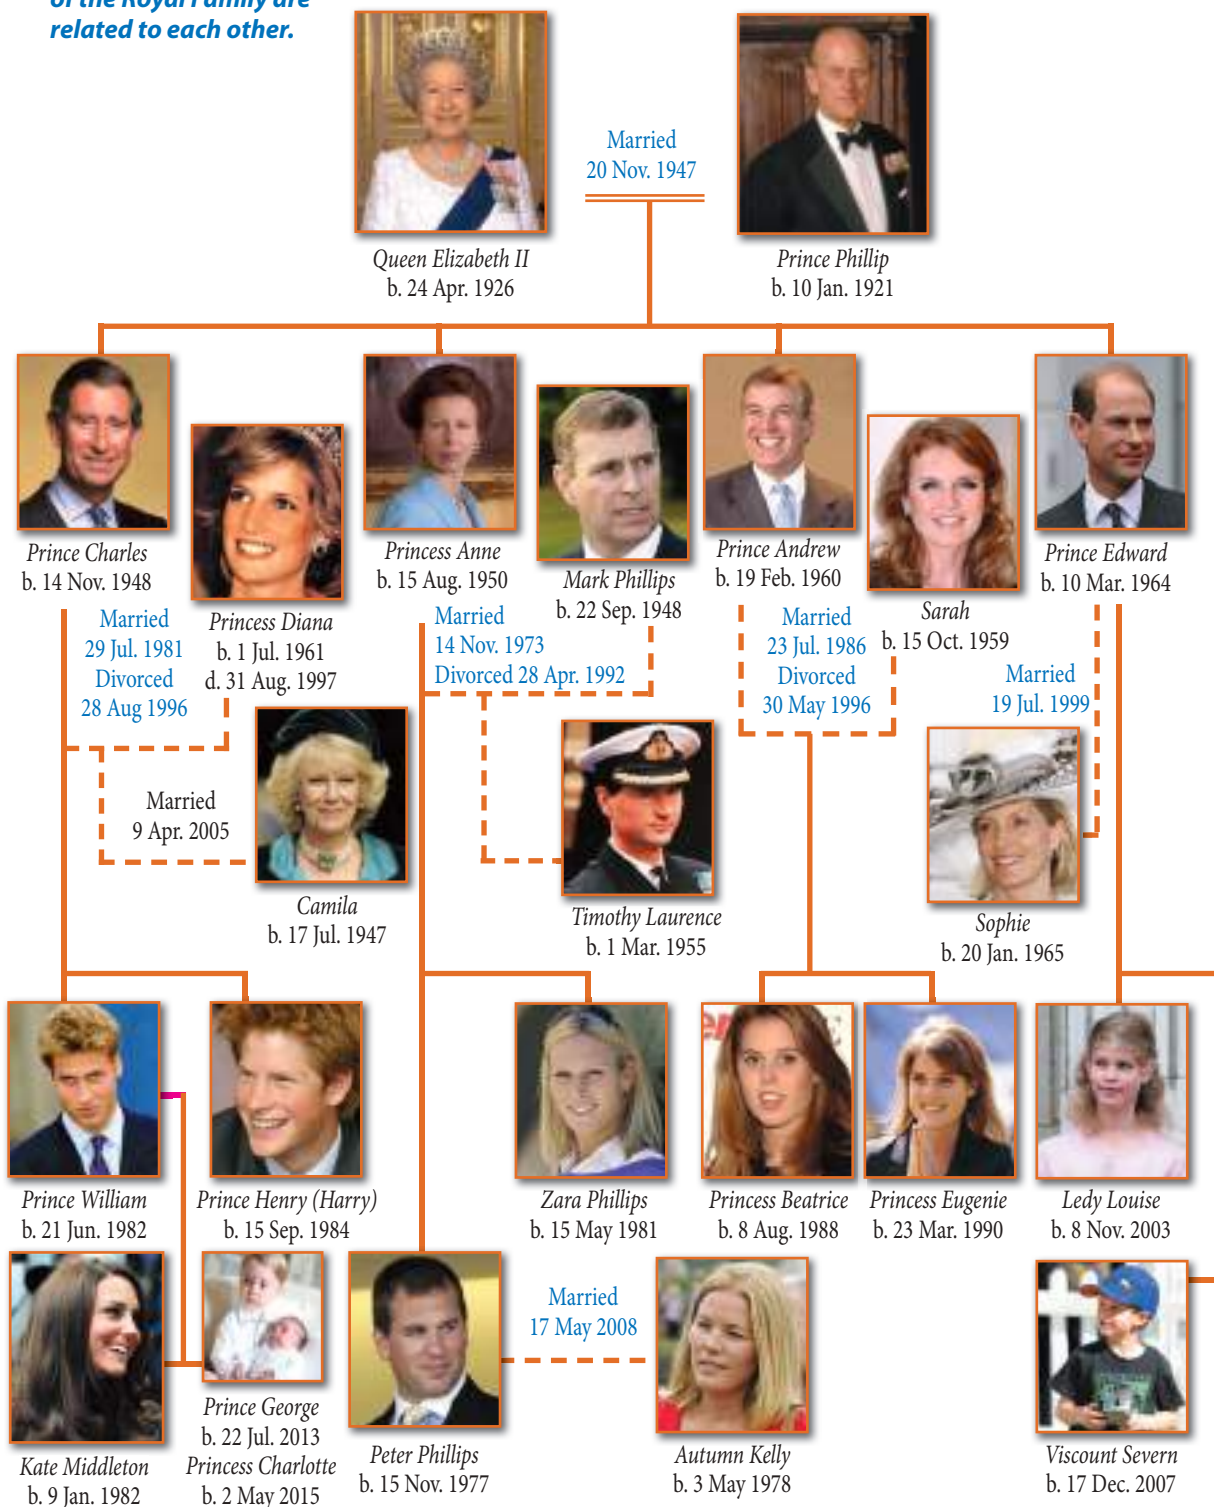 of the Royal Family are
related to each other.
Married
20 Nov. 1947
Queen Elizabeth II
b. 24 Apr. 1926
Prince Phillip
b. 10 Jan. 1921
Prince Charles
b. 14 Nov. 1948
Married
29 Jul. 1981
Divorced
28 Aug 1996
Princess Diana
b. 1 Jul. 1961
d. 31 Aug. 1997
Princess Anne
b. 15 Aug. 1950
Married
14 Nov. 1973
Divorced 28 Apr. 1992
Mark Phillips
b. 22 Sep. 1948
Prince Andrew
b. 19 Feb. 1960
Married
23 Jul. 1986
Divorced
30 May 1996
Sarah
b. 15 Oct. 1959
Prince Edward
b. 10 Mar. 1964
Married
19 Jul. 1999
Married
9 Apr. 2005
Camila
b. 17 Jul. 1947
Timothy Laurence
b. 1 Mar. 1955
Sophie
b. 20 Jan. 1965
Prince William
b. 21 Jun. 1982
Prince Henry (Harry)
b. 15 Sep. 1984
Zara Phillips
b. 15 May 1981
Princess Beatrice
b. 8 Aug. 1988
Princess Eugenie
b. 23 Mar. 1990
Ledy Louise
b. 8 Nov. 2003
Kate Middleton
b. 9 Jan. 1982
Prince George
b. 22 Jul. 2013
Princess Charlotte
b. 2 May 2015
Peter Phillips
b. 15 Nov. 1977
Married
17 May 2008
Autumn Kelly
b. 3 May 1978
Viscount Severn
b. 17 Dec. 2007